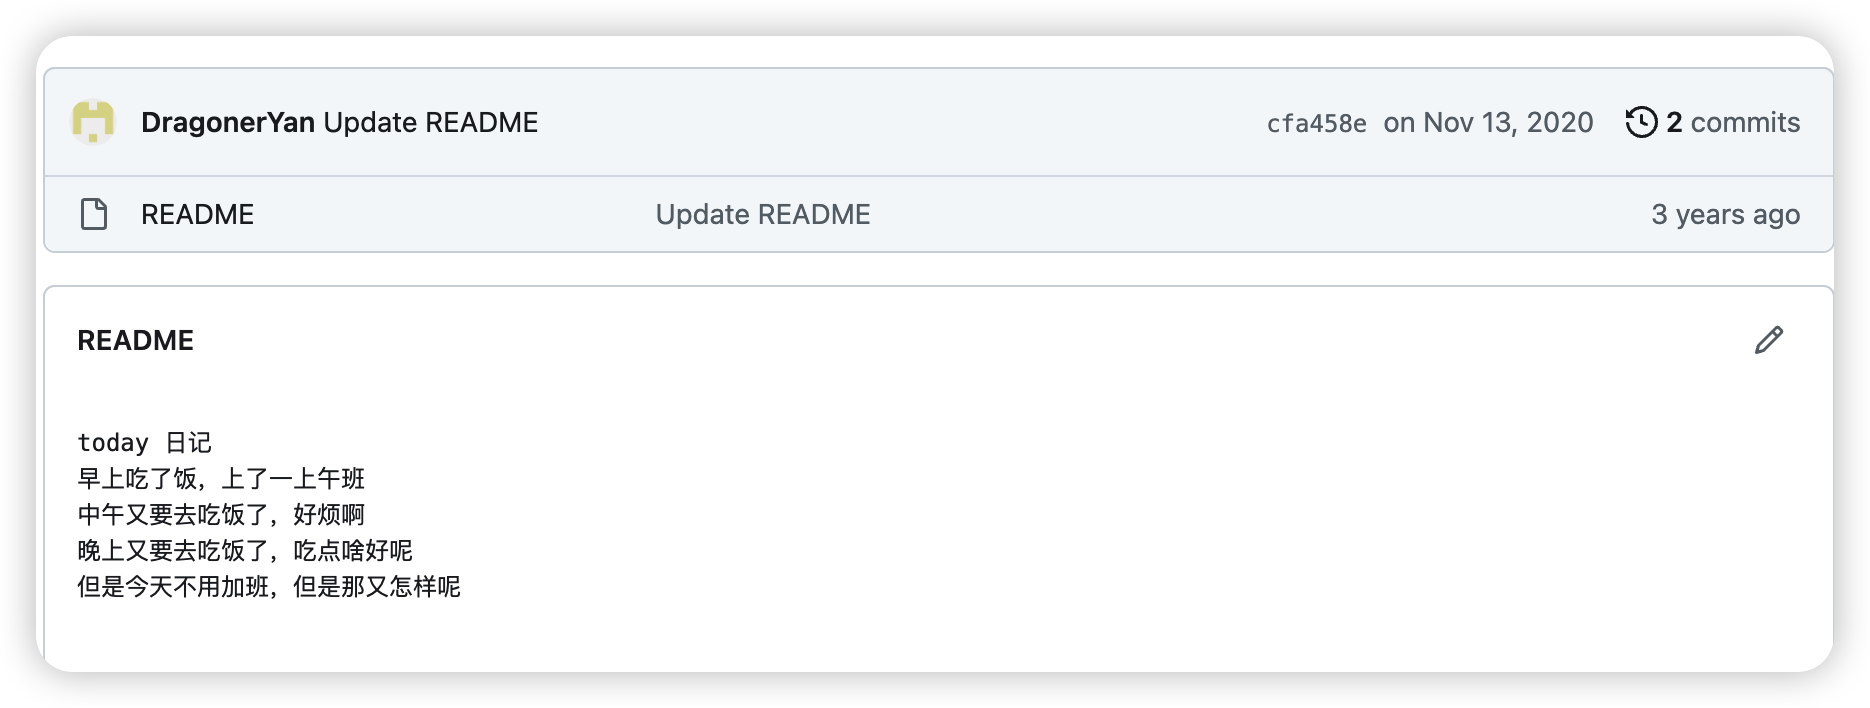 DragonerYan Update README cfa458e on Nov 13, 2020 2 commits
README Update README 3 years ago
README
today 日记
早上吃了饭，上了一上午班
中午又要去吃饭了，好烦啊
晚上又要去吃饭了，吃点啥好呢
但是今天不用加班，但是那又怎样呢